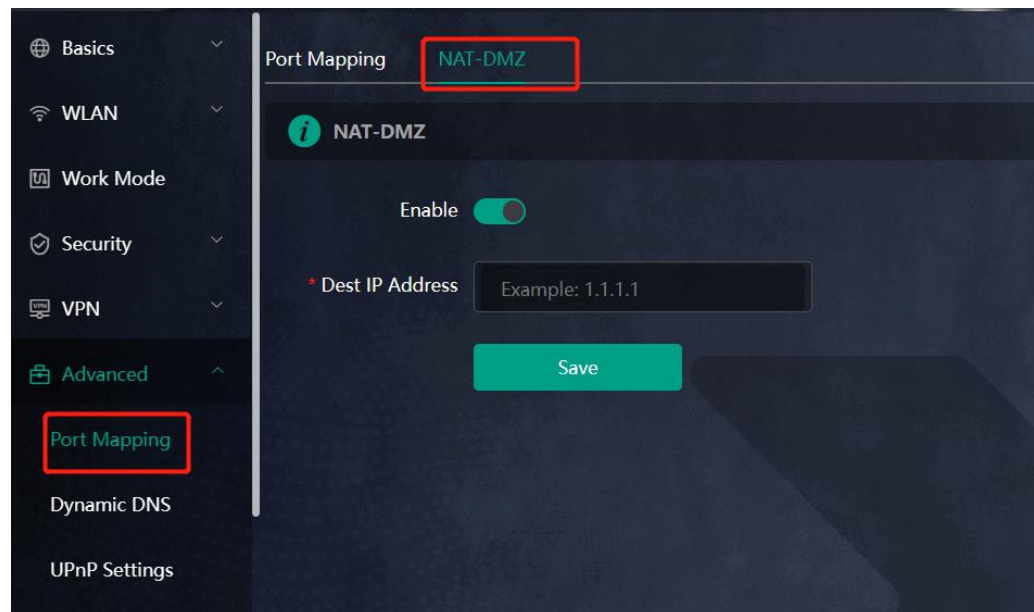 Basics
WLAN
Work Mode
Security
VPN
VPN
Advanced
Port Mapping
Dynamic DNS
UPnP Settings
Port Mapping NAT-DMZ
i NAT-DMZ
Enable
* Dest IP Address Example: 1.1.1.1
Save